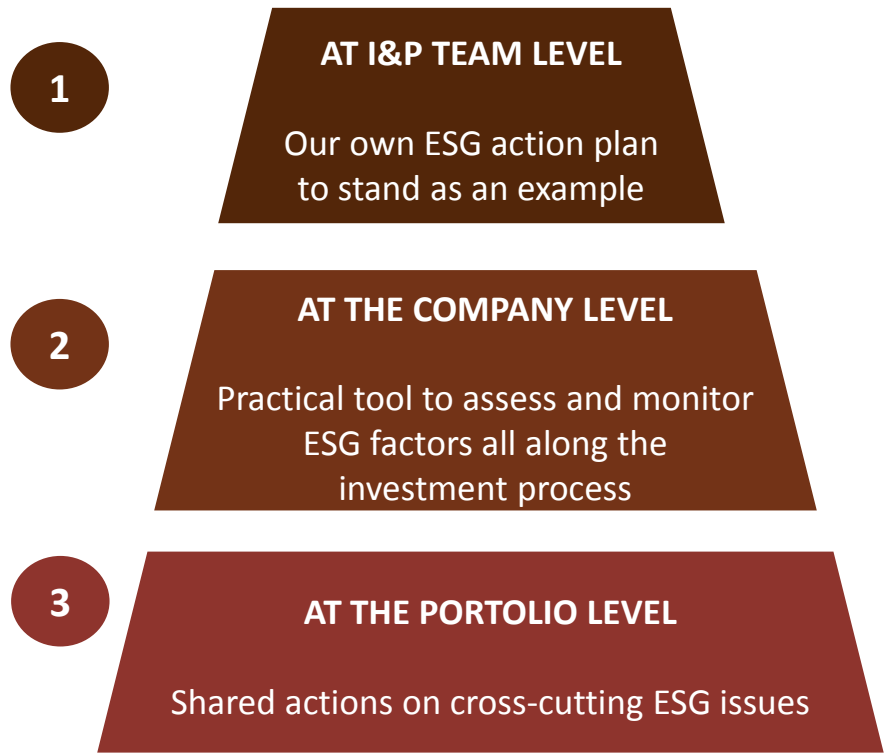 1
AT I&P TEAM LEVEL
Our own ESG action plan
to stand as an example
2
AT THE COMPANY LEVEL
Practical tool to assess and monitor
ESG factors all along the
investment process
3
AT THE PORTOLIO LEVEL
Shared actions on cross-cutting ESG issues